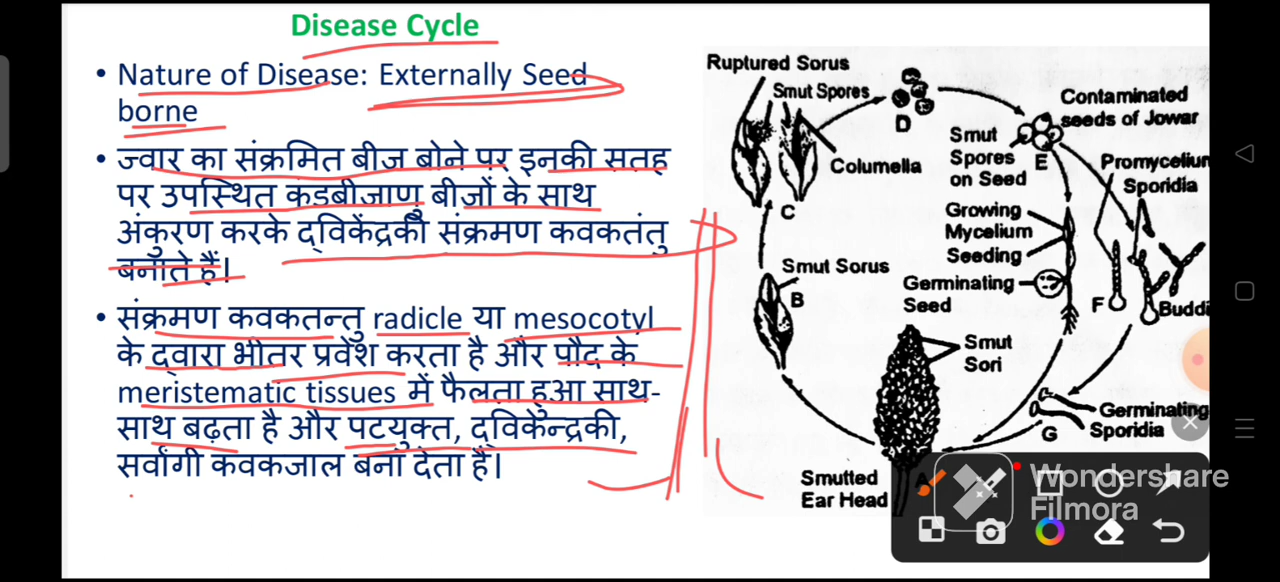 Disease Cycle
• Nature of Disease: Externally Seed
borne
• ज्वार का संक्रमित बीज बोने पर इनकी सतह
पर उपस्थित कंडबीजाणु बीजों के साथ
अंकुरण करके द्विकेंद्रकी संक्रमण कवकतंतु
बनाते हैं।
• संक्रमण कवकतन्तु radicle या mesocotyl
के द्वारा भीतर प्रवेश करता है और पौद के
meristematic tissues में फैलता हुआ साथ-
साथ बढ़ता है और पटयुक्त, द्विकेन्द्रकी,
सर्वांगी कवकजाल बना देता है।
Ruptured Sorus
Smut Spores
Columella
C
D
Contaminated
seeds of Jowar
Smut
Spores
on Seed
E
Promycelium
Sporidia
Growing
Mycelium
Seeding
Germinating
Seed
Smut Sorus
B
F
Buddi
Smut
Sori
Germinating
Sporidia
G
Smutted
Ear Head
A
Wondershare
Filmora